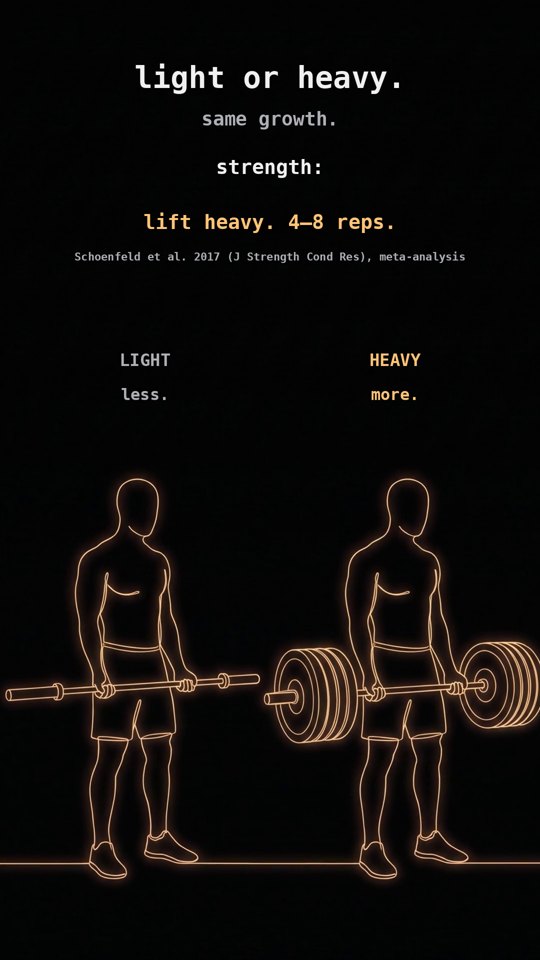 light or heavy.
same growth.
strength:
lift heavy. 4–8 reps.
Schoenfeld et al. 2017 (J Strength Cond Res), meta-analysis
LIGHT HEAVY
less. more.